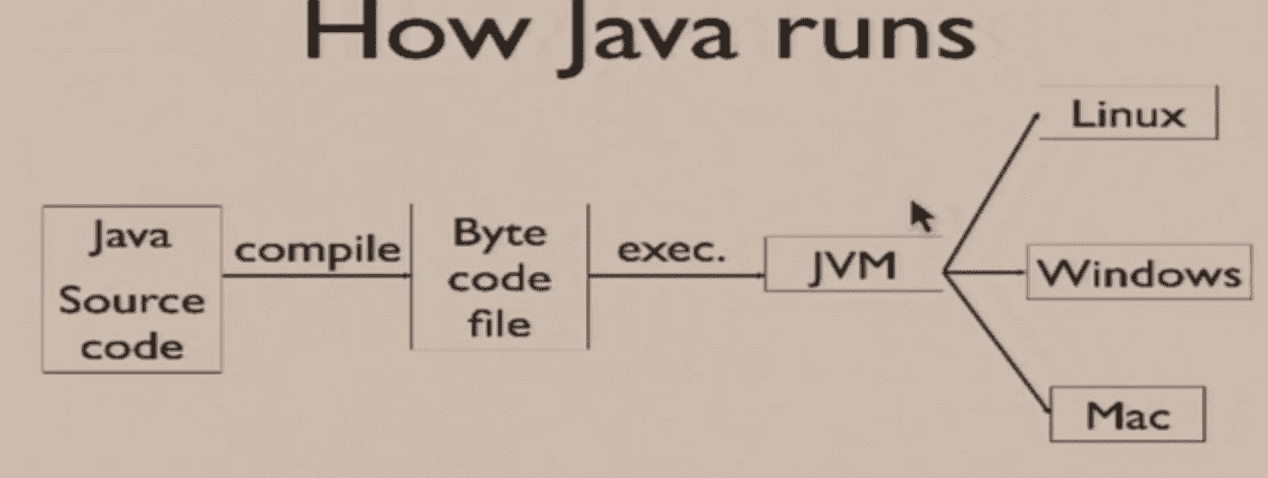 How Java runs
Java
Source
code
compile
Byte
code
file
exec.
JVM
Linux
Windows
Mac